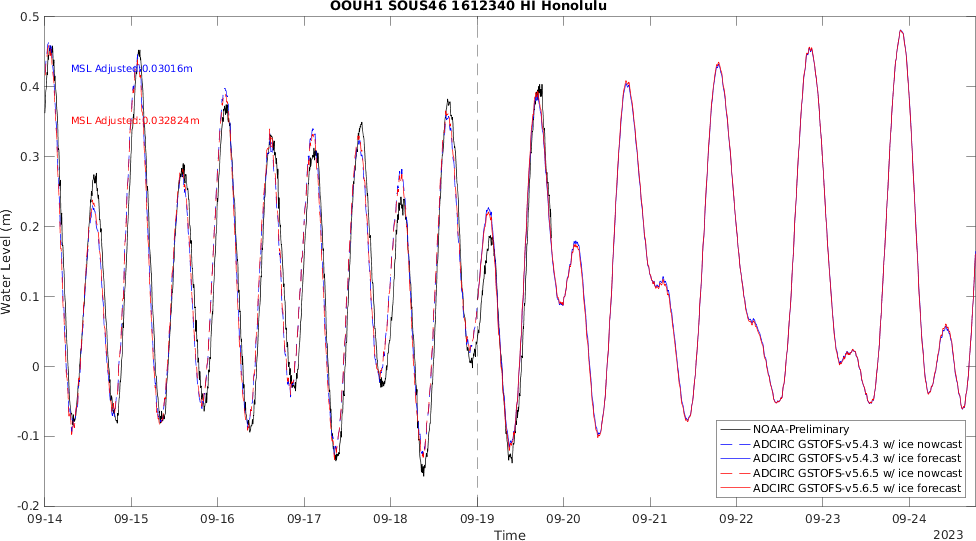 OOUH1 SOUS46 1612340 HI Honolulu
0.5
0.4
0.3
0.2
0.1
0
-0.1
-0.2
Water Level (m)
MSL Adjusted:0.03016m
MSL Adjusted:0.032824m
NOAA-Preliminary
ADCIRC GSTOFS-v5.4.3 w/ ice nowcast
ADCIRC GSTOFS-v5.4.3 w/ ice forecast
ADCIRC GSTOFS-v5.6.5 w/ ice nowcast
ADCIRC GSTOFS-v5.6.5 w/ ice forecast
09-14 09-15 09-16 09-17 09-18 09-19 09-20 09-21 09-22 09-23 09-24
Time
2023